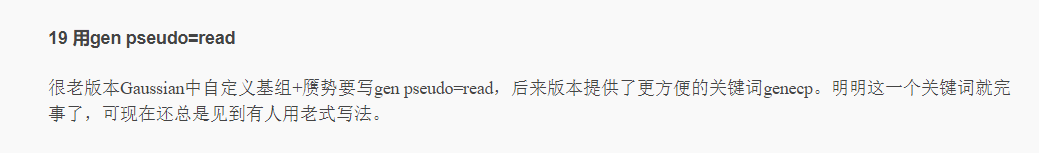 19 用gen pseudo=read
很老版本Gaussian中自定义基组+赝势要写gen pseudo=read，后来版本提供了更方便的关键词genecp。明明这一个关键词就完
事了，可现在还总是见到有人用老式写法。